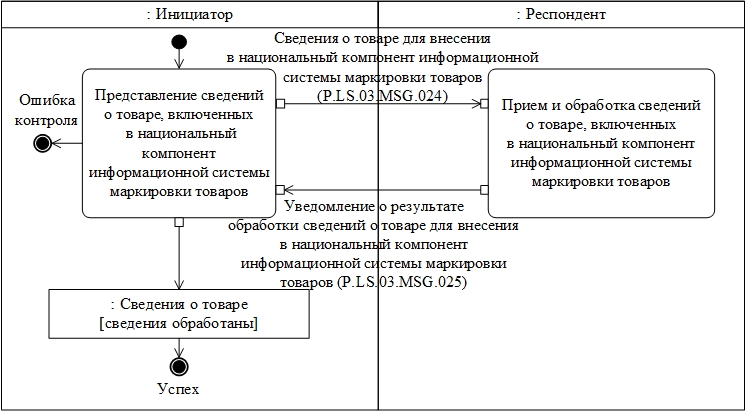 : Инициатор
: Респондент
Сведения о товаре для внесения
в национальный компонент информационной
системы маркировки товаров
(P.LS.03.MSG.024)
Ошибка
контроля
Представление сведений
о товаре, включенных
в национальный
компонент
информационной системы
маркировки товаров
Прием и обработка сведений
о товаре, включенных
в национальный компонент
информационной системы
маркировки товаров
Уведомление о результате
обработки сведений о товаре для внесения
в национальный компонент
информационной системы маркировки
товаров (P.LS.03.MSG.025)
: Сведения о товаре
[сведения обработаны]
Успех